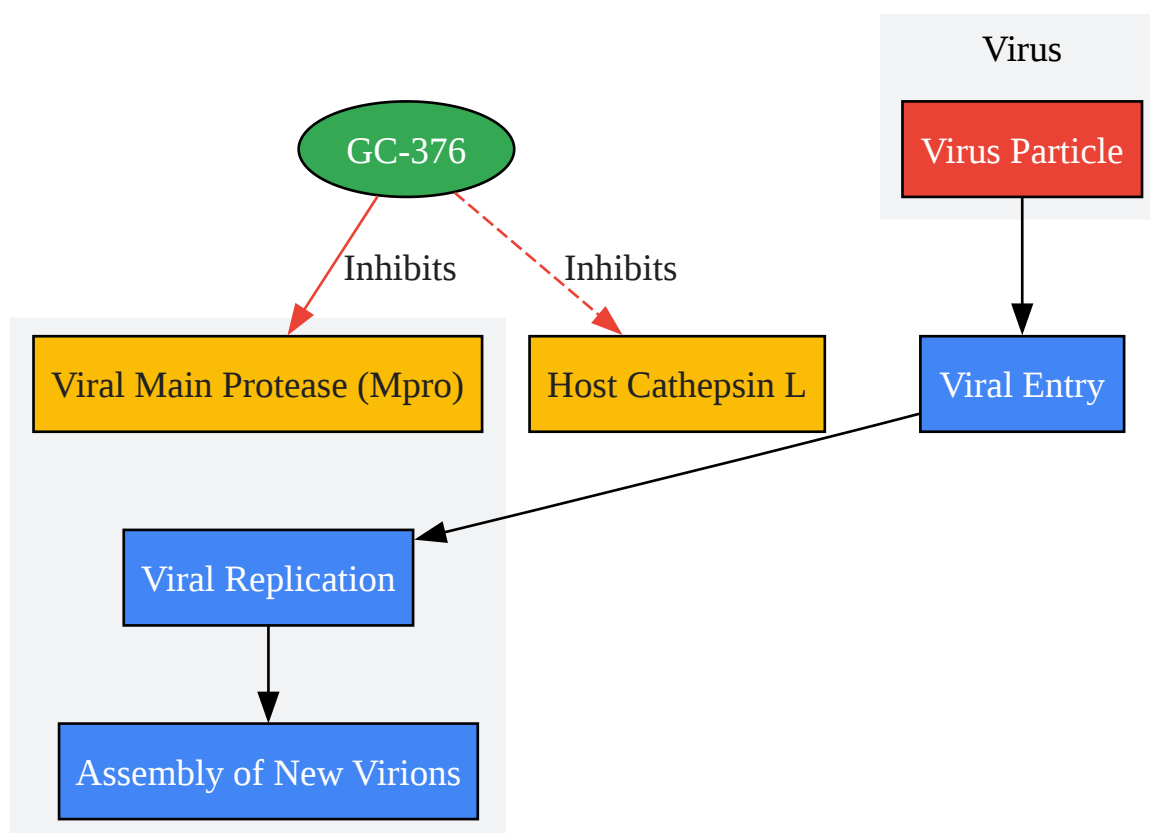 Virus
GC-376
Virus Particle
Inhibits
Inhibits
Viral Main Protease (Mpro)
Host Cathepsin L
Viral Entry
Viral Replication
Assembly of New Virions